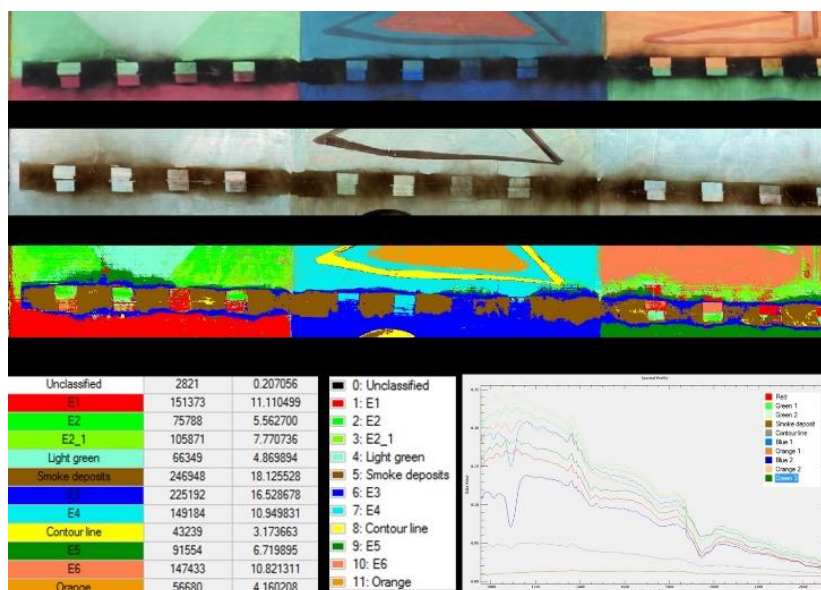 Unclassified 2821 0.207056
E1 151373 11.110499
E2 75788 5.562700
E2_1 105871 7.770736
Light green 66349 4.869894
Smoke deposits 246948 18.125528
E3 225192 16.528678
E4 149184 10.949831
Contour line 43239 3.173663
E5 91554 6.719895
E6 147433 10.821311
Orange 56680 4.160208
0: Unclassified
1: E1
2: E2
3: E2_1
4: Light green
5: Smoke deposits
6: E3
7: E4
8: Contour line
9: E5
10: E6
11: Orange
Spectral Profile
Red
Green 1
Green 2
Smoke deposit
Contour line
Blue 1
Orange 1
Blue 2
Orange 2
Green 3